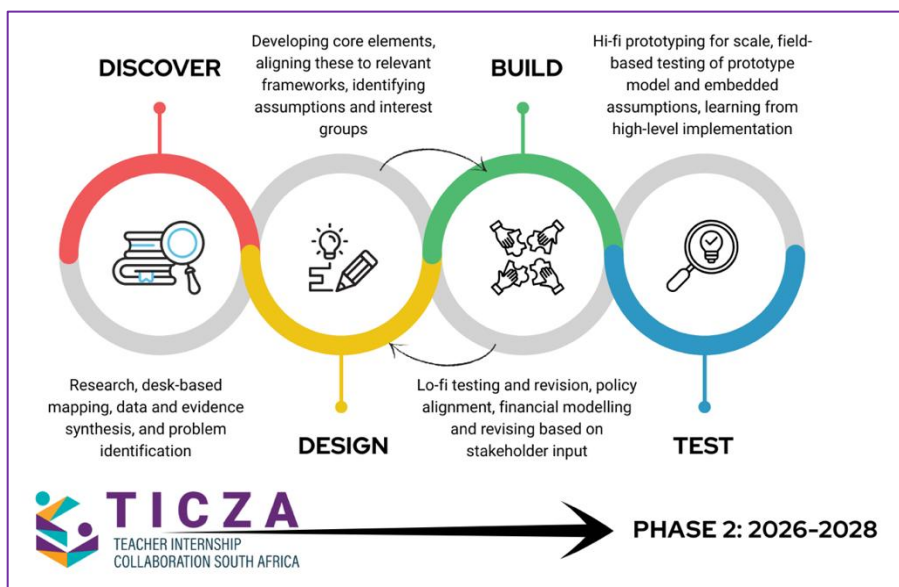 DISCOVER
Research, desk-based
mapping, data and evidence
synthesis, and problem
identification
Developing core elements,
aligning these to relevant
frameworks, identifying
assumptions and interest
groups
DESIGN
BUILD
Lo-fi testing and revision, policy
alignment, financial modelling
and revising based on
stakeholder input
Hi-fi prototyping for scale, field-
based testing of prototype
model and embedded
assumptions, learning from
high-level implementation
TEST
TICZA
TEACHER INTERNSHIP
COLLABORATION SOUTH AFRICA
PHASE 2: 2026-2028